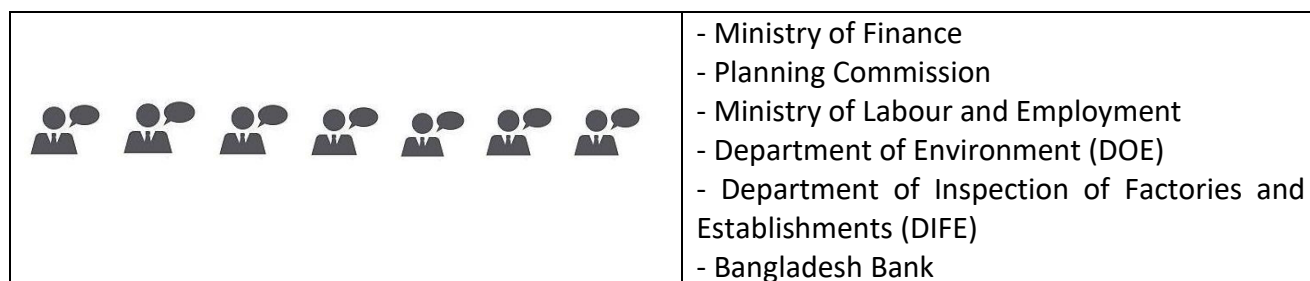 - Ministry of Finance
- Planning Commission
- Ministry of Labour and Employment
- Department of Environment (DOE)
- Department of Inspection of Factories and
Establishments (DIFE)
- Bangladesh Bank